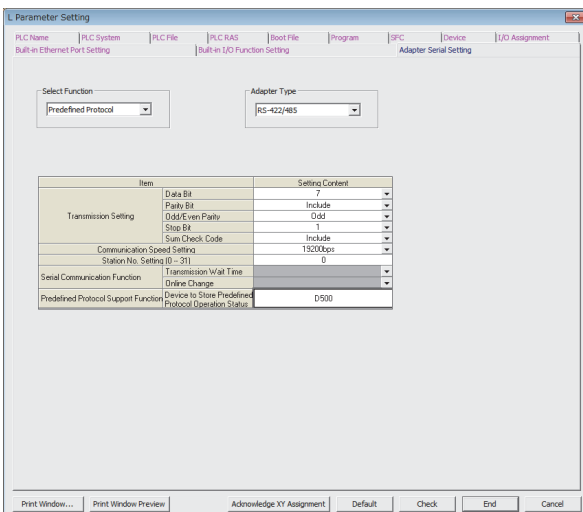 L Parameter Setting
PLC Name PLC System PLC File PLC RAS Boot File Program SFC Device I/O Assignment
Built-in Ethernet Port Setting Built-in I/O Function Setting Adapter Serial Setting
Select Function Adapter Type
Predefined Protocol RS-422/485
Item Setting Content
Transmission Setting Data Bit 7
Parity Bit Include
Odd/Even Parity Odd
Stop Bit 1
Sum Check Code Include
Communication Speed Setting 19200bps
Station No. Setting (0 - 31) 0
Serial Communication Function Transmission Wait Time
Online Change
Predefined Protocol Support Function Device to Store Predefined Protocol Operation Status D500
Print Window... Print Window Preview Acknowledge XY Assignment Default Check End Cancel